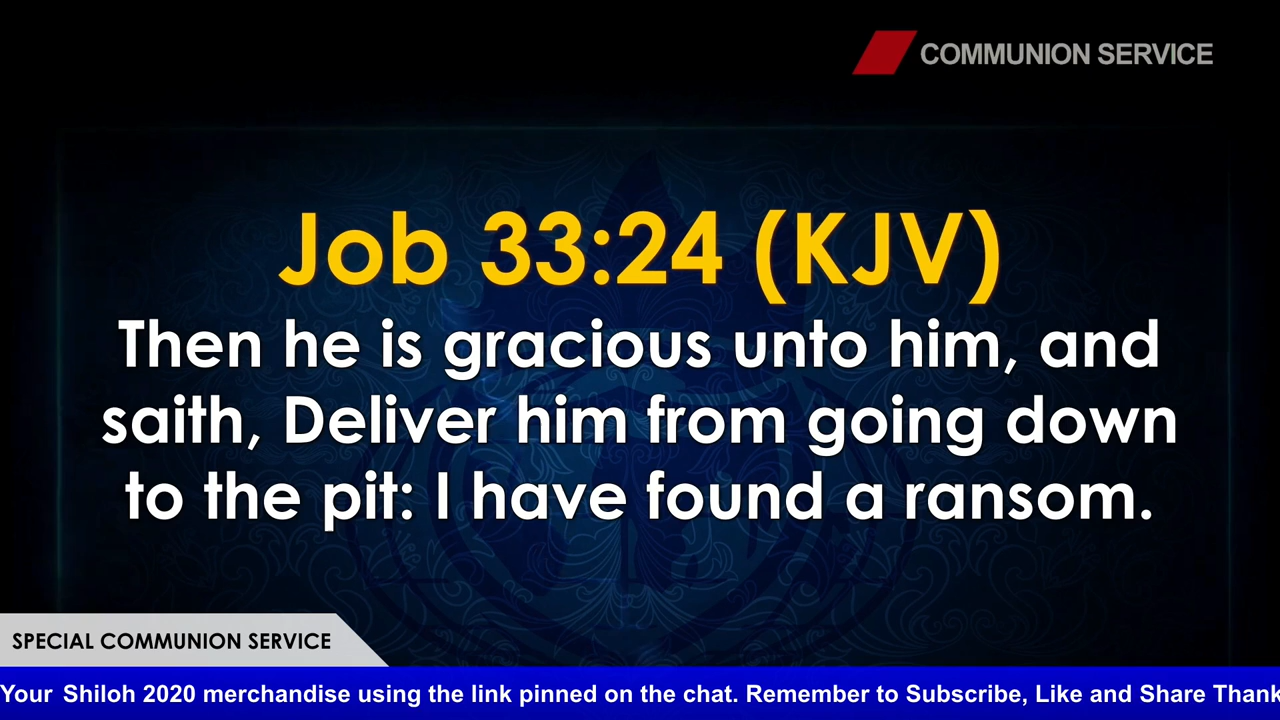 COMMUNION SERVICE
Job 33:24 (KJV)
Then he is gracious unto him, and
saith, Deliver him from going down
to the pit: I have found a ransom.
SPECIAL COMMUNION SERVICE
Your Shiloh 2020 merchandise using the link pinned on the chat. Remember to Subscribe, Like and Share Thank